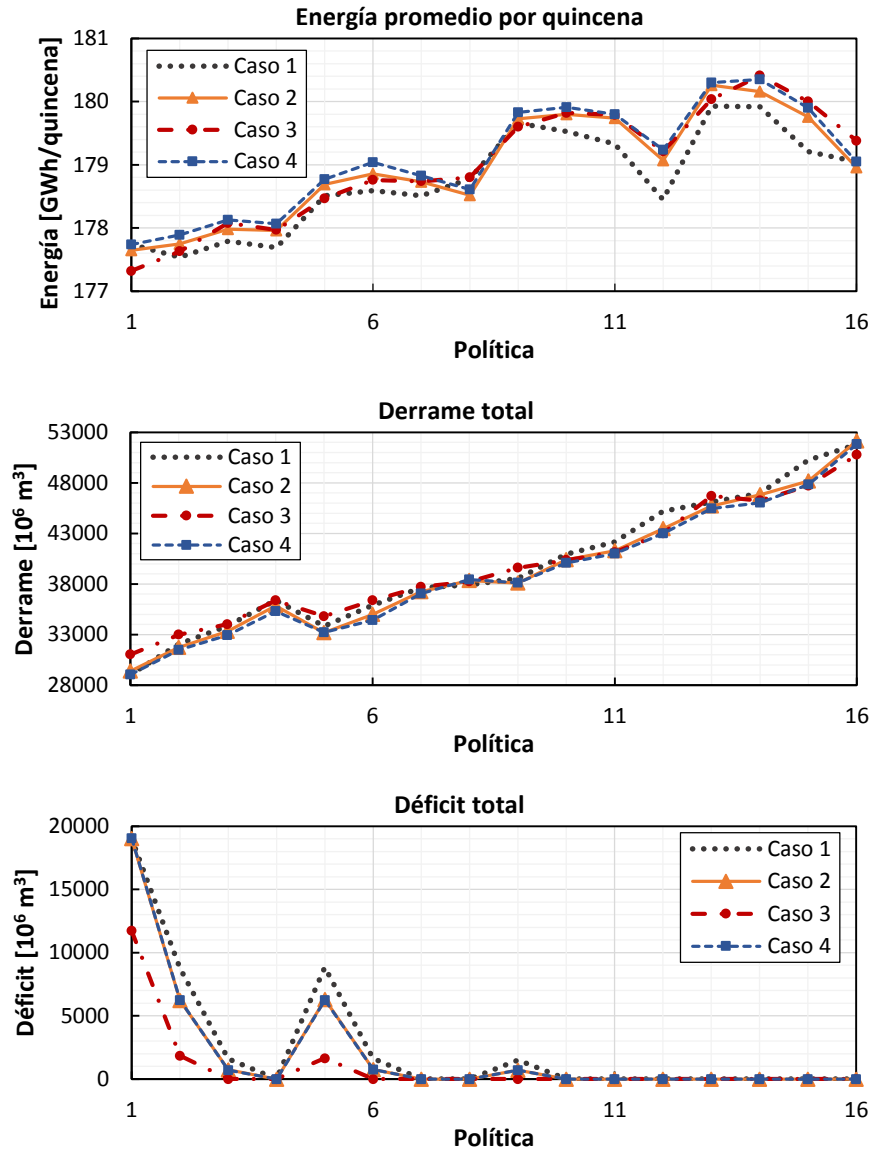 Energía promedio por quincena
Energía [GWh/quincena]
181
180
179
178
177
Caso 1
Caso 2
Caso 3
Caso 4
1
6
11
16
Política
Derrame total
Derrame [10⁶ m³]
53000
48000
43000
38000
33000
28000
Caso 1
Caso 2
Caso 3
Caso 4
1
6
11
16
Política
Déficit total
Déficit [10⁶ m³]
20000
15000
10000
5000
0
Caso 1
Caso 2
Caso 3
Caso 4
1
6
11
16
Política